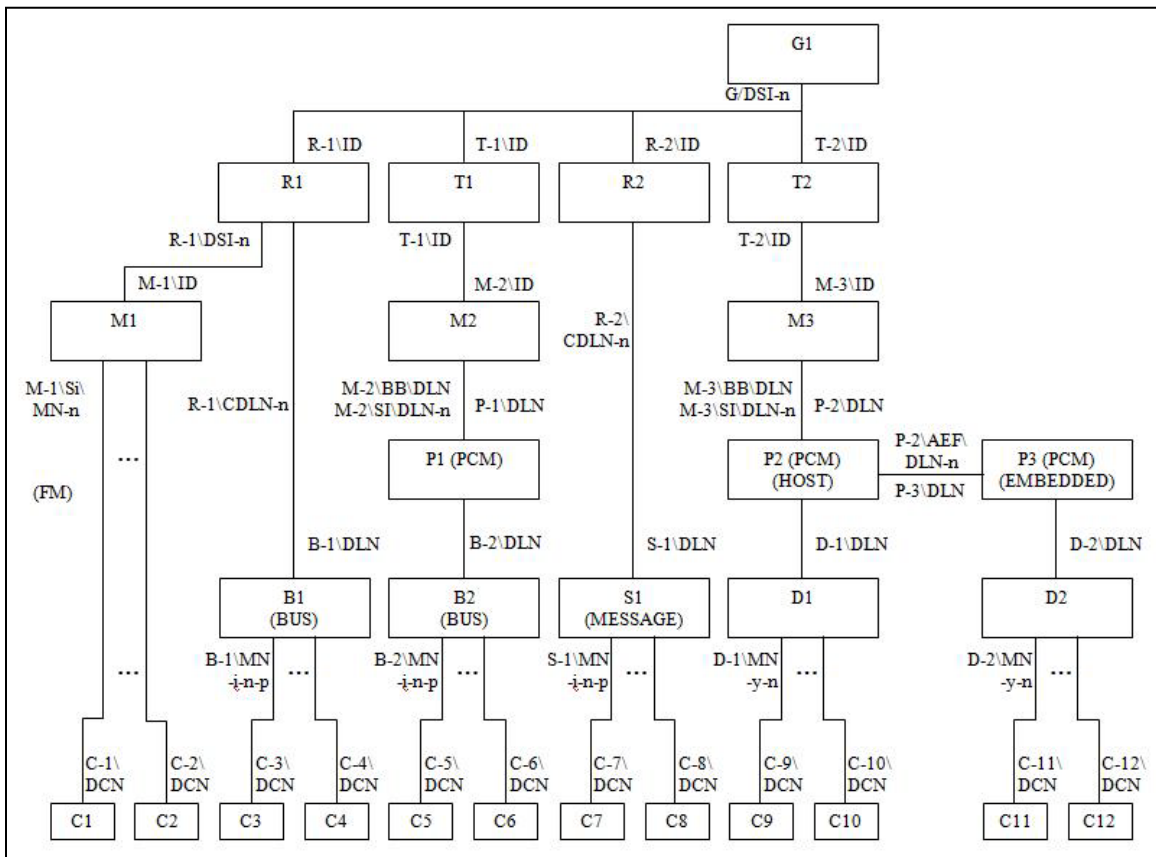 G1
G/DSI-n
R-1\ID
T-1\ID
R-2\ID
T-2\ID
R1
T1
R2
T2
R-1\DSI-n
T-1\ID
T-2\ID
M-1\ID
M-2\ID
M-3\ID
M1
M2
M3
R-2\
CDLN-n
M-1\Si\
MN-n
R-1\CDLN-n
M-2\BB\DLN
M-2\SI\DLN-n
P-1\DLN
M-3\BB\DLN
M-3\SI\DLN-n
P-2\DLN
...
(FM)
P1 (PCM)
P2 (PCM)
(HOST)
P-2\AEF\
DLN-n
P-3\DLN
P3 (PCM)
(EMBEDDED)
B-1\DLN
B-2\DLN
S-1\DLN
D-1\DLN
D-2\DLN
B1
(BUS)
B2
(BUS)
S1
(MESSAGE)
D1
D2
...
B-1\MN
-i-n-p
...
B-2\MN
-i-n-p
...
S-1\MN
-i-n-p
...
D-1\MN
-y-n
...
D-2\MN
-y-n
...
C-1\
DCN
C-2\
DCN
C-3\
DCN
C-4\
DCN
C-5\
DCN
C-6\
DCN
C-7\
DCN
C-8\
DCN
C-9\
DCN
C-10\
DCN
C-11\
DCN
C-12\
DCN
C1
C2
C3
C4
C5
C6
C7
C8
C9
C10
C11
C12